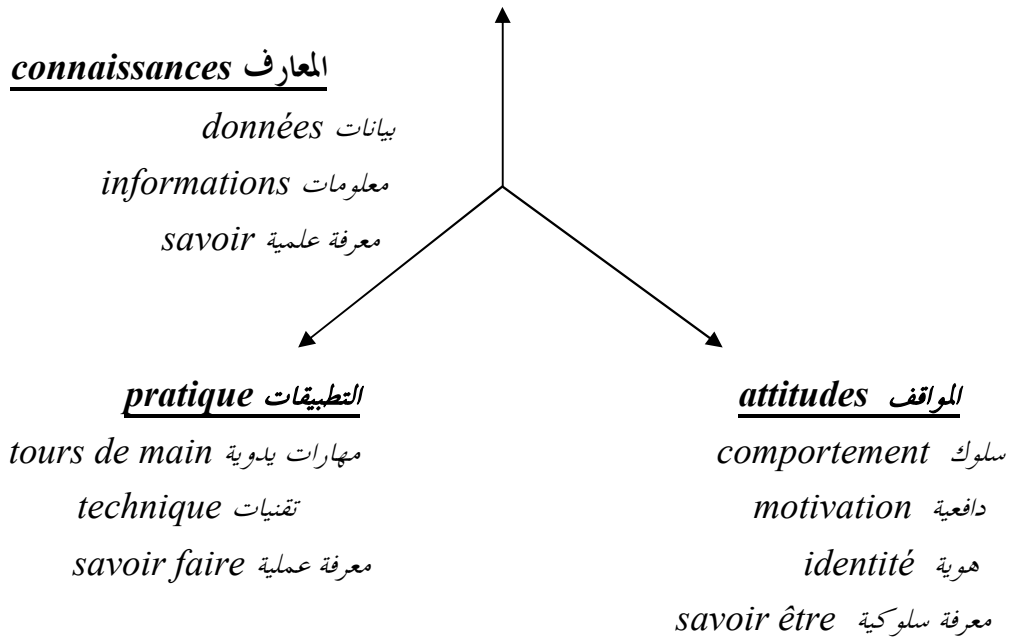 المعارف connaissances
بيانات données
معلومات informations
معرفة علمية savoir
التطبيقات pratique
مهارات يدوية tours de main
تقنيات technique
معرفة عملية savoir faire
المواقف attitudes
سلوك comportement
دافعية motivation
هوية identité
معرفة سلوكية savoir être